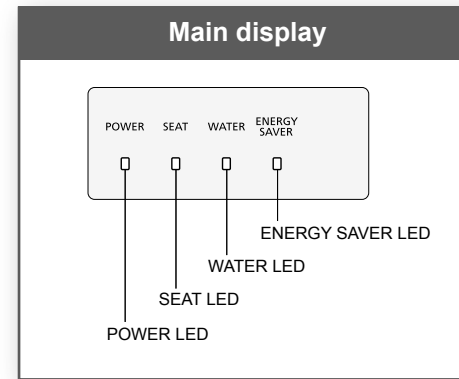 Main display
POWER SEAT WATER ENERGY SAVER
ENERGY SAVER LED
WATER LED
SEAT LED
POWER LED